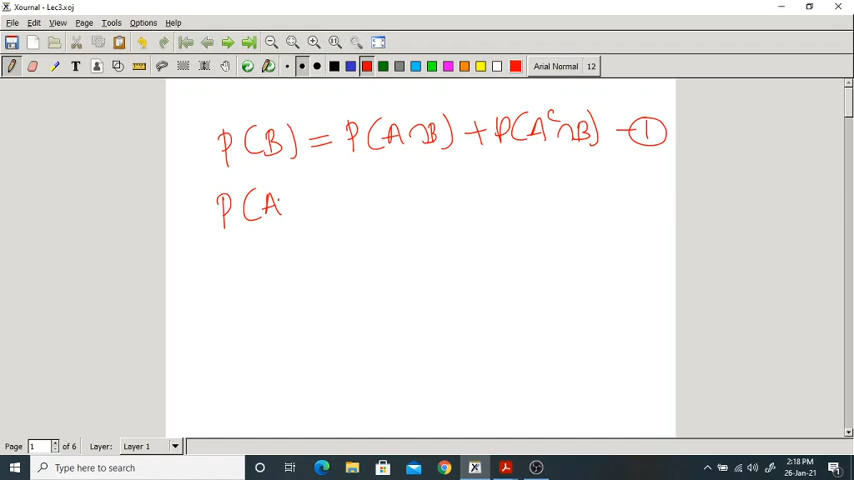 Xournal - Lec3.xoj
File Edit View Page Tools Options Help
Arial Normal 12
P(B) = P(A∩B) + P(Aᶜ∩B) — ①
P(A
Page 1 of 6 Layer: Layer 1
Type here to search
2:18 PM
26-Jan-21